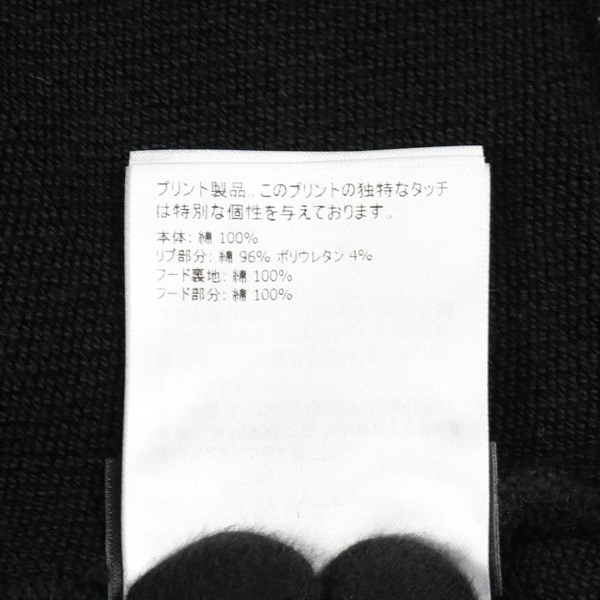 プリント製品。このプリントの独特なタッチ
は特別な個性を与えております。
本体: 綿 100%
リブ部分: 綿 96% ポリウレタン 4%
フード裏地: 綿 100%
フード部分: 綿 100%